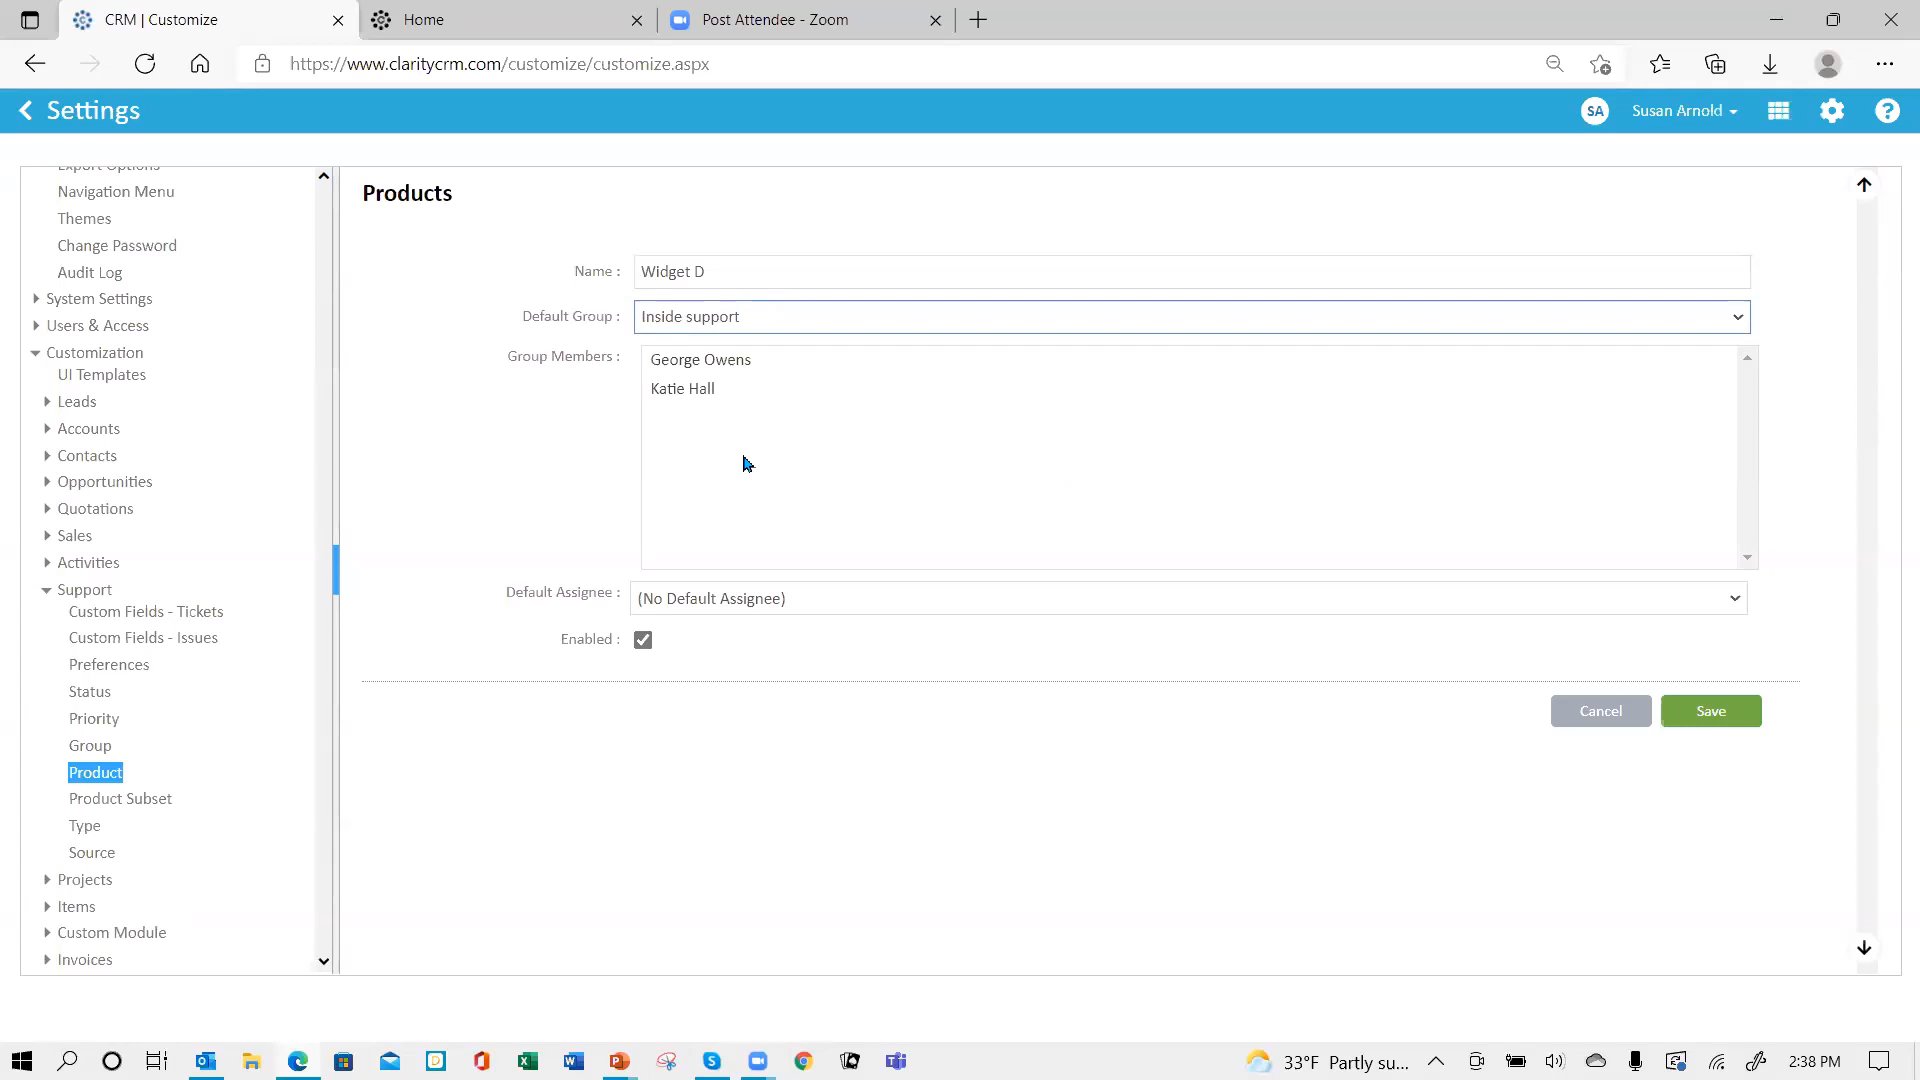 CRM | Customize
Home
Post Attendee - Zoom
https://www.claritycrm.com/customize/customize.aspx
Settings
SA
Susan Arnold
Export Options
Navigation Menu
Themes
Change Password
Audit Log
System Settings
Users & Access
Customization
UI Templates
Leads
Accounts
Contacts
Opportunities
Quotations
Sales
Activities
Support
Custom Fields - Tickets
Custom Fields - Issues
Preferences
Status
Priority
Group
Product
Product Subset
Type
Source
Projects
Items
Custom Module
Invoices
Products
Name : Widget D
Default Group : Inside support
Group Members : George Owens
Katie Hall
Default Assignee : (No Default Assignee)
Enabled :
Cancel
Save
33°F Partly su...
2:38 PM